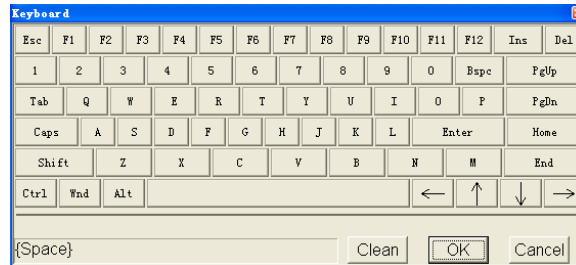 Keyboard
Esc F1 F2 F3 F4 F5 F6 F7 F8 F9 F10 F11 F12 Ins Del
1 2 3 4 5 6 7 8 9 0 Bspc PgUp
Tab Q W E R T Y U I O P PgDn
Caps A S D F G H J K L Enter Home
Shift Z X C V B N M End
Ctrl Wnd Alt ← ↑ ↓ →
{Space} Clean OK Cancel